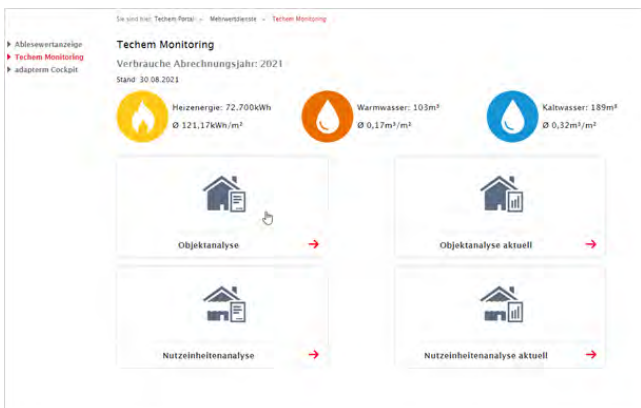 Sie sind hier: Techem Portal – Mehrwertdienste – Techem Monitoring
Ablesewertanzeige
Techem Monitoring
adapterm Cockpit
Techem Monitoring
Verbrauche Abrechnungsjahr: 2021
Stand: 30.08.2021
Heizenergie: 72.700kWh
Ø 121,17kWh/m²
Warmwasser: 103m³
Ø 0,17m³/m²
Kaltwasser: 189m³
Ø 0,32m³/m²
Objektanalyse
Objektanalyse aktuell
Nutzeinheitenanalyse
Nutzeinheitenanalyse aktuell